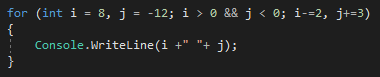 for (int i = 8, j = -12; i > 0 && j < 0; i-=2, j+=3)
{
    Console.WriteLine(i +" "+ j);
}